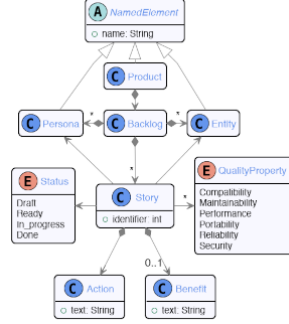 A NamedElement
name: String
C Product
C Persona
*
C Backlog
*
C Entity
*
E Status
Draft
Ready
In_progress
Done
C Story
identifier: int
*
E QualityProperty
Compatibility
Maintainability
Performance
Portability
Reliability
Security
0..1
C Action
text: String
C Benefit
text: String